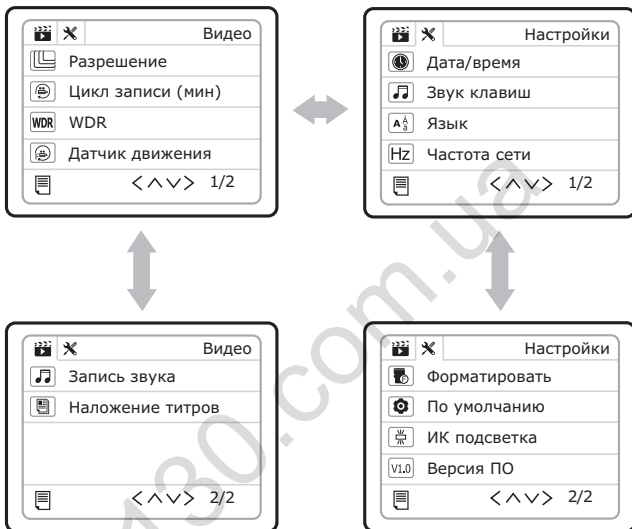 Видео
Разрешение
Цикл записи (мин)
WDR WDR
Датчик движения
1/2
Настройки
Дата/время
Звук клавиш
Язык
Hz Частота сети
1/2
Видео
Запись звука
Наложение титров
2/2
Настройки
Форматировать
По умолчанию
ИК подсветка
V1.0 Версия ПО
2/2
130.com.ua